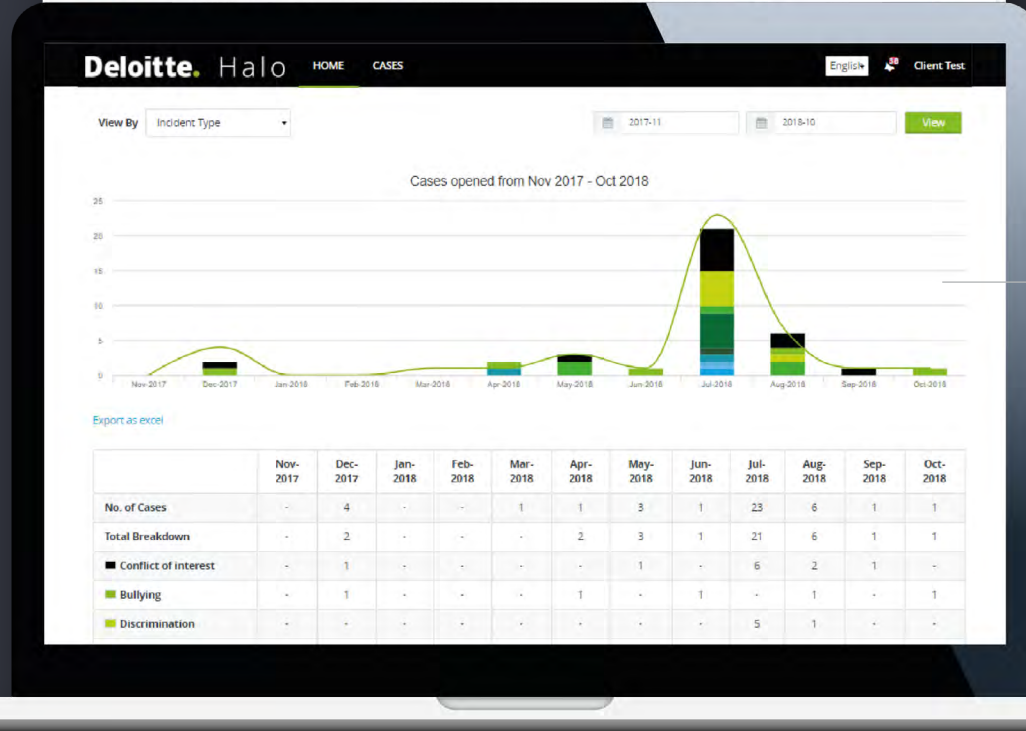 Deloitte. Halo HOME CASES English 58 Client Test
View By Incident Type 2017-11 2018-10 View
Cases opened from Nov 2017 - Oct 2018
25
20
15
10
5
0
Nov-2017 Dec-2017 Jan-2018 Feb-2018 Mar-2018 Apr-2018 May-2018 Jun-2018 Jul-2018 Aug-2018 Sep-2018 Oct-2018
Export as excel
Nov- Dec- Jan- Feb- Mar- Apr- May- Jun- Jul- Aug- Sep- Oct-
2017 2017 2018 2018 2018 2018 2018 2018 2018 2018 2018 2018
No. of Cases - 4 - - 1 1 3 1 23 6 1 1
Total Breakdown - 2 - - - 2 3 1 21 6 1 1
Conflict of interest - 1 - - - - 1 - 6 2 1 -
Bullying - 1 - - - 1 - 1 - 1 - 1
Discrimination - - - - - - - - 5 1 - -